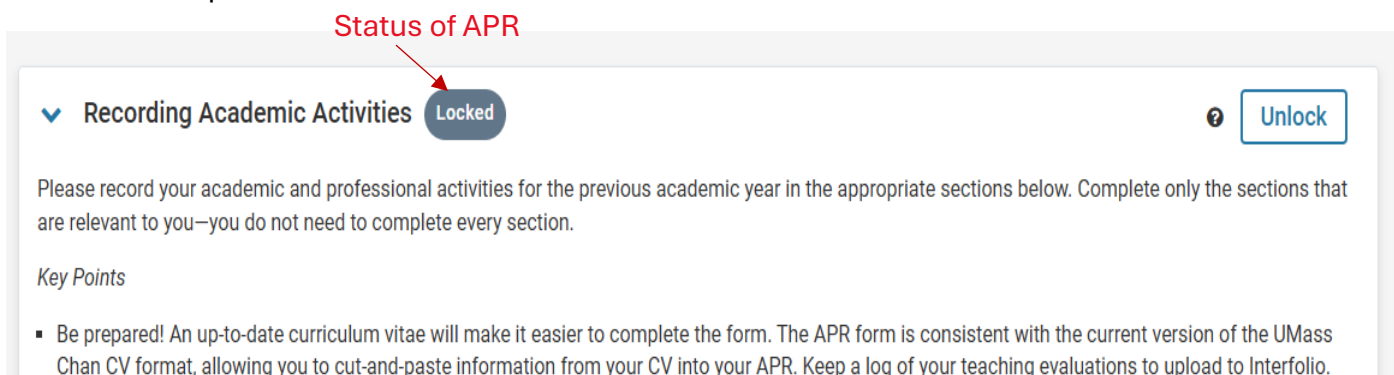 Status of APR
Recording Academic Activities Locked ? Unlock
Please record your academic and professional activities for the previous academic year in the appropriate sections below. Complete only the sections that
are relevant to you—you do not need to complete every section.
Key Points
▪ Be prepared! An up-to-date curriculum vitae will make it easier to complete the form. The APR form is consistent with the current version of the UMass
Chan CV format, allowing you to cut-and-paste information from your CV into your APR. Keep a log of your teaching evaluations to upload to Interfolio.